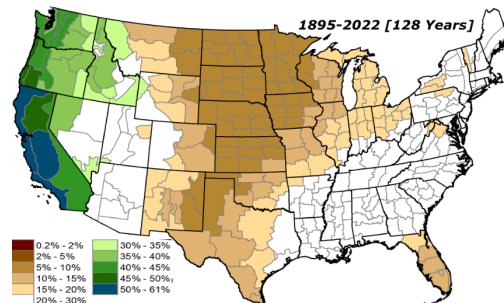 1895-2022 [128 Years]
0.2% - 2% 30% - 35%
2% - 5% 35% - 40%
5% - 10% 40% - 45%
10% - 15% 45% - 50%
15% - 20% 50% - 61%
20% - 30%